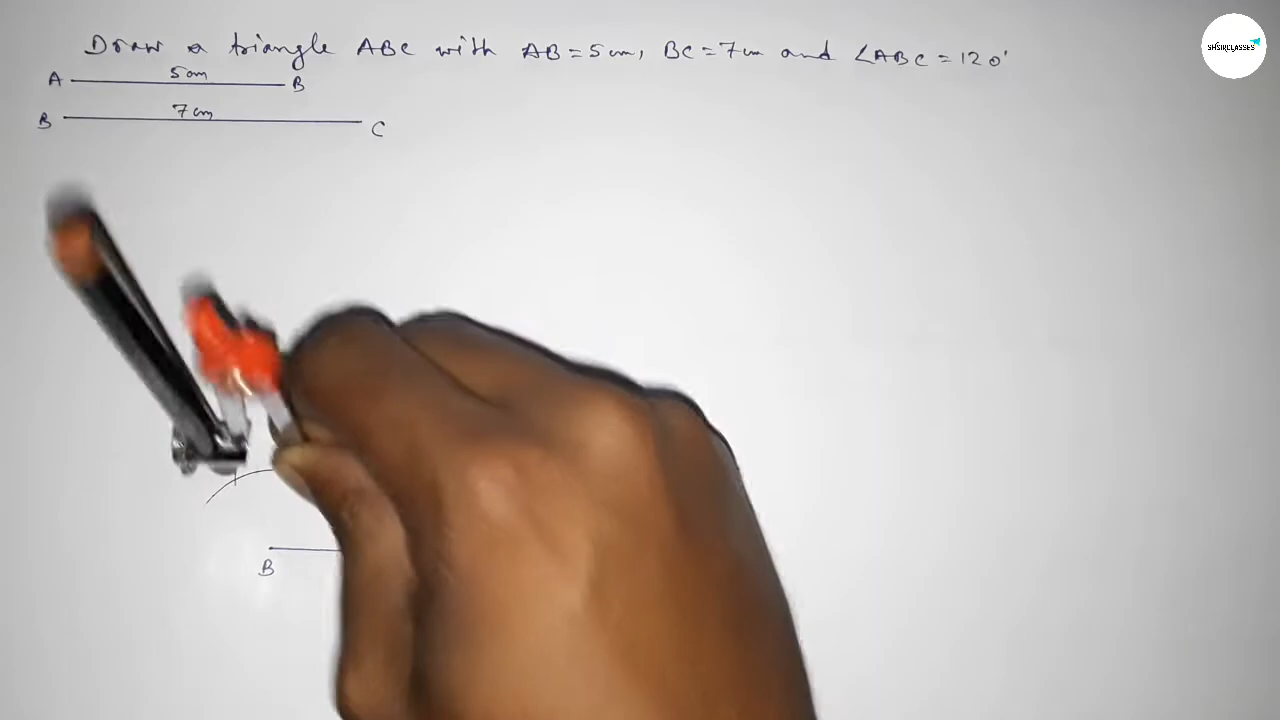 Draw a triangle ABC with AB = 5cm, BC = 7cm and ∠ABC = 120°
A 5cm B
B 7cm C
B
SHSIRCLASSES